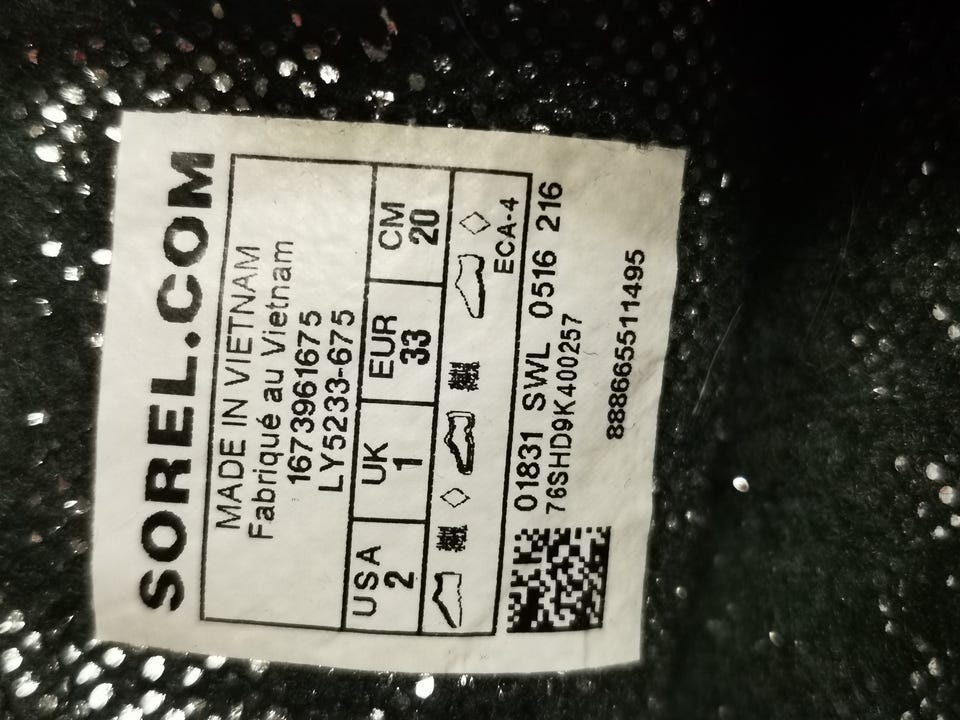 SOREL.COM
MADE IN VIETNAM
Fabriqué au Vietnam
1673961675
LY5233-675
USA UK EUR CM
2 1 33 20
ECA-4
01831 SWL 0516 216
76SHD9K400257
888665511495